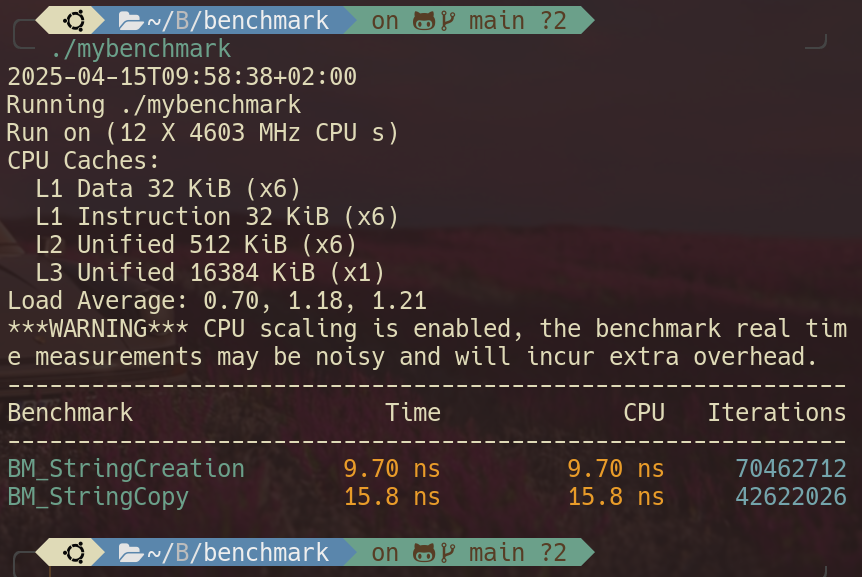 ~/B/benchmark on main ?2
./mybenchmark
2025-04-15T09:58:38+02:00
Running ./mybenchmark
Run on (12 X 4603 MHz CPU s)
CPU Caches:
  L1 Data 32 KiB (x6)
  L1 Instruction 32 KiB (x6)
  L2 Unified 512 KiB (x6)
  L3 Unified 16384 KiB (x1)
Load Average: 0.70, 1.18, 1.21
***WARNING*** CPU scaling is enabled, the benchmark real tim
e measurements may be noisy and will incur extra overhead.
------------------------------------------------------------
Benchmark                  Time             CPU   Iterations
------------------------------------------------------------
BM_StringCreation       9.70 ns         9.70 ns     70462712
BM_StringCopy           15.8 ns         15.8 ns     42622026
~/B/benchmark on main ?2